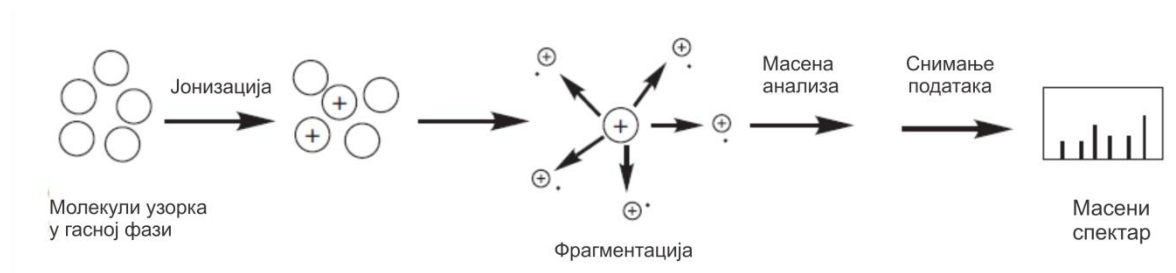 Јонизација
Масена
анализа
Снимање
података
Молекули узорка
у гасној фази
Фрагментација
Масени
спектар